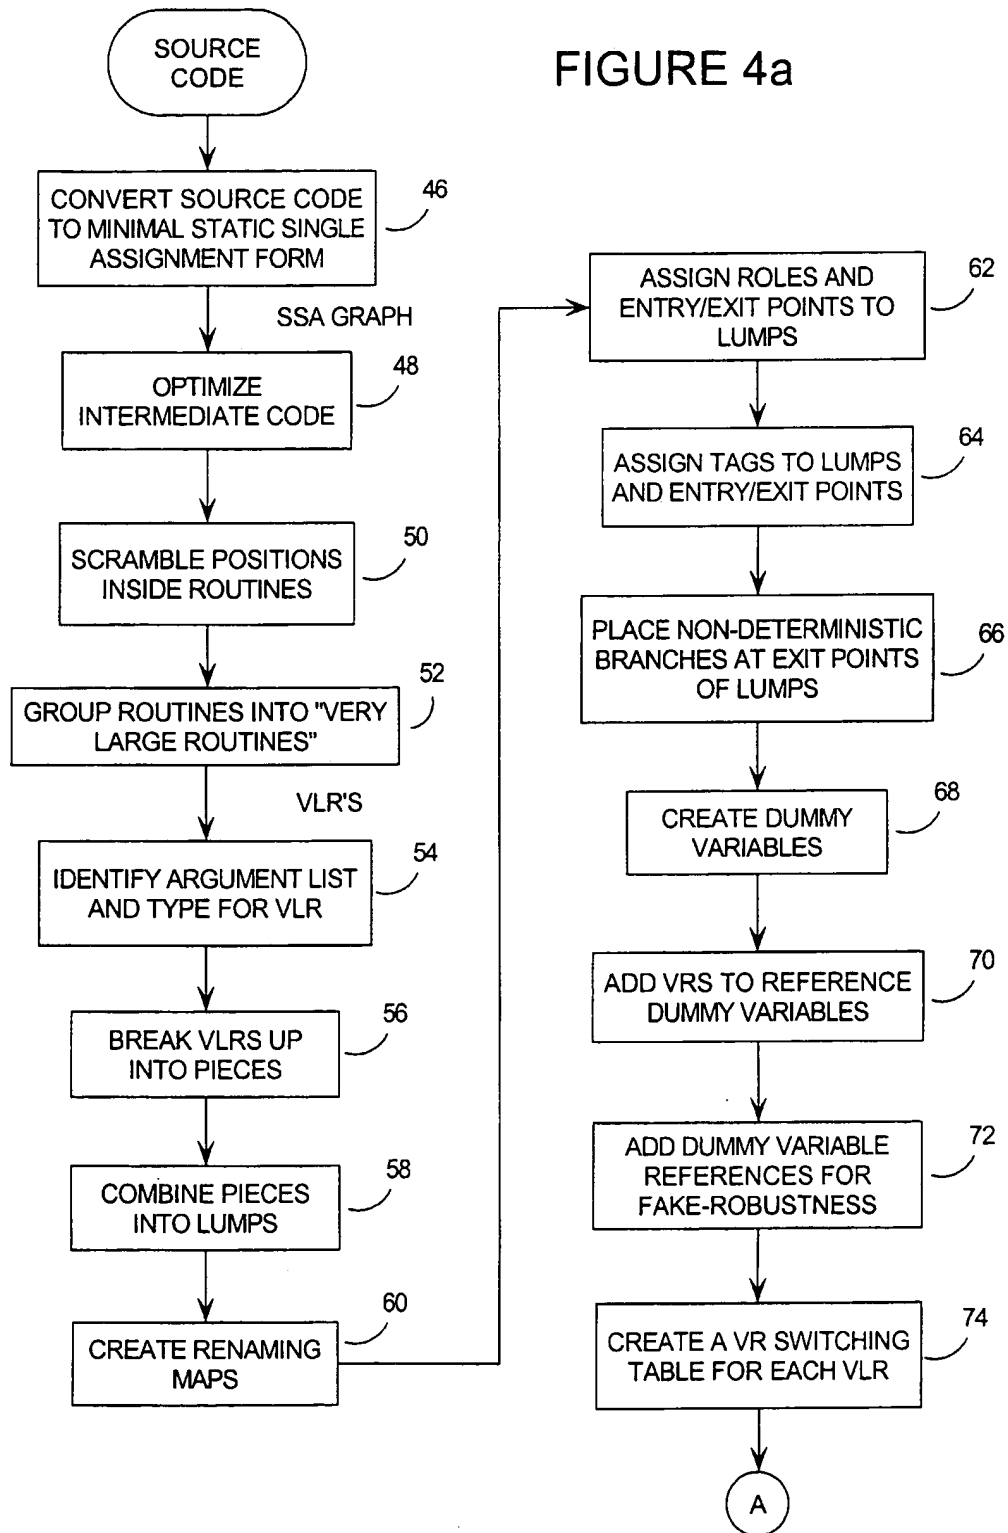 FIGURE 4a
SOURCE
CODE
CONVERT SOURCE CODE
TO MINIMAL STATIC SINGLE
ASSIGNMENT FORM
46
SSA GRAPH
OPTIMIZE
INTERMEDIATE CODE
48
SCRAMBLE POSITIONS
INSIDE ROUTINES
50
GROUP ROUTINES INTO "VERY
LARGE ROUTINES"
52
VLR'S
IDENTIFY ARGUMENT LIST
AND TYPE FOR VLR
54
BREAK VLRS UP
INTO PIECES
56
COMBINE PIECES
INTO LUMPS
58
CREATE RENAMING
MAPS
60
ASSIGN ROLES AND
ENTRY/EXIT POINTS TO
LUMPS
62
ASSIGN TAGS TO LUMPS
AND ENTRY/EXIT POINTS
64
PLACE NON-DETERMINISTIC
BRANCHES AT EXIT POINTS
OF LUMPS
66
CREATE DUMMY
VARIABLES
68
ADD VRS TO REFERENCE
DUMMY VARIABLES
70
ADD DUMMY VARIABLE
REFERENCES FOR
FAKE-ROBUSTNESS
72
CREATE A VR SWITCHING
TABLE FOR EACH VLR
74
A